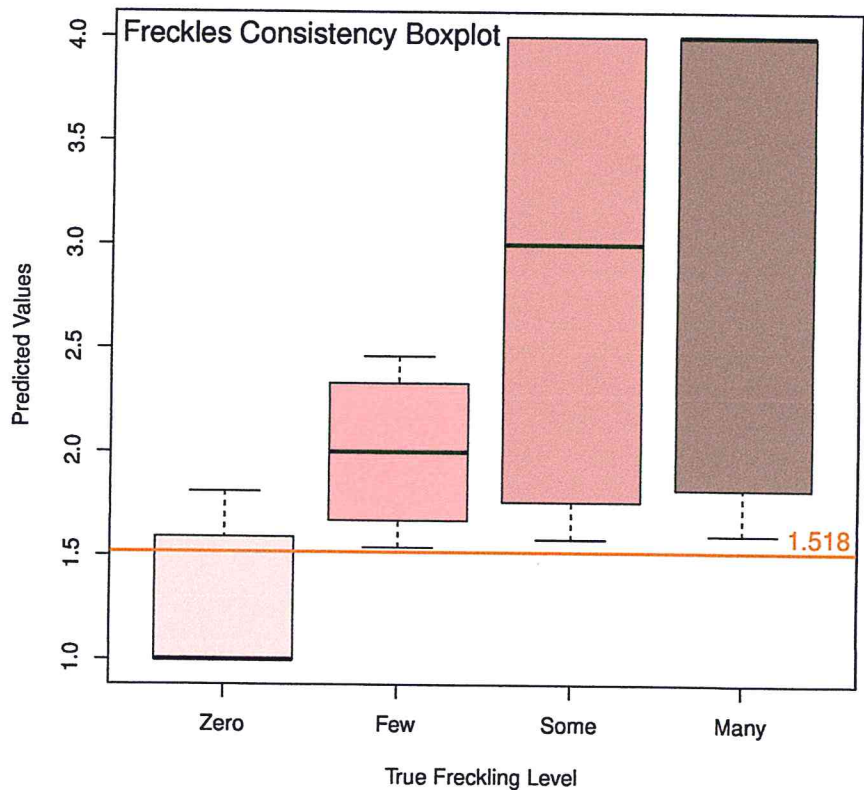 Freckles Consistency Boxplot
4.0
3.5
3.0
2.5
2.0
1.5
1.0
Predicted Values
1.518
Zero
Few
Some
Many
True Freckling Level